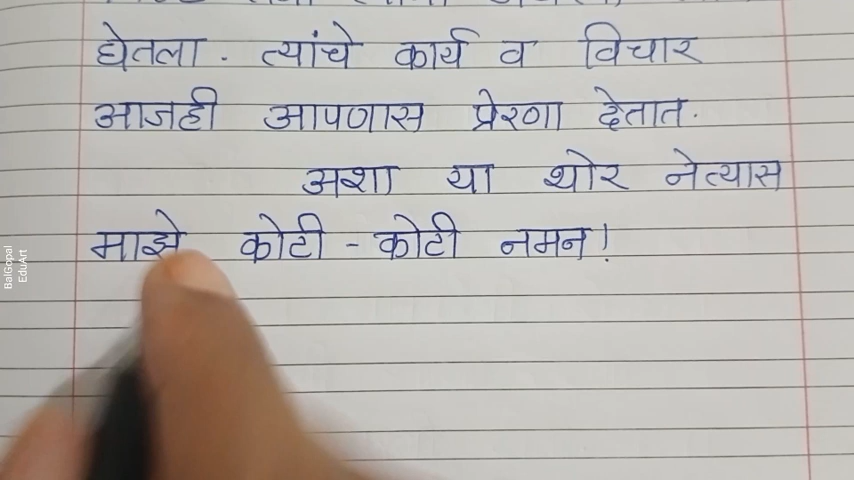 घेतला. त्यांचे कार्य व विचार
आजही आपणास प्रेरणा देतात.
अशा या थोर नेत्यास
माझे कोटी - कोटी नमन!
BalGopal
EduArt